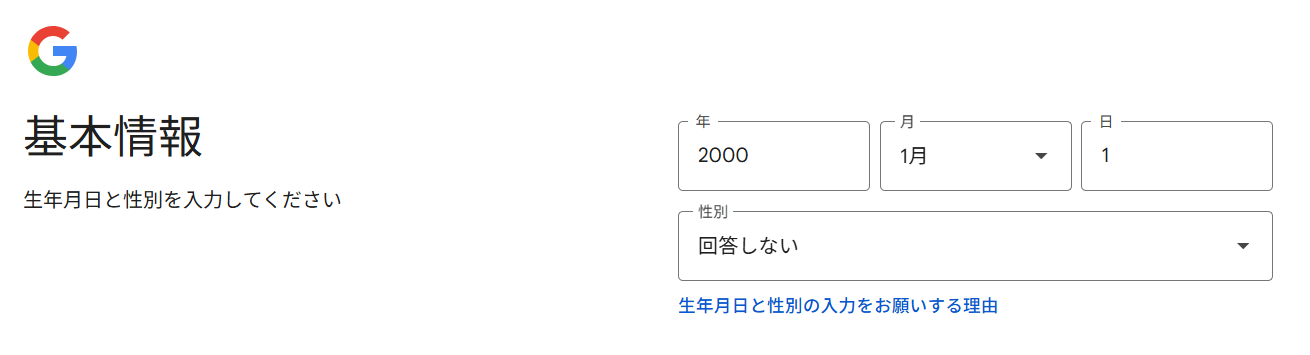 基本情報
生年月日と性別を入力してください
年
2000
月
1月
日
1
性別
回答しない
生年月日と性別の入力をお願いする理由